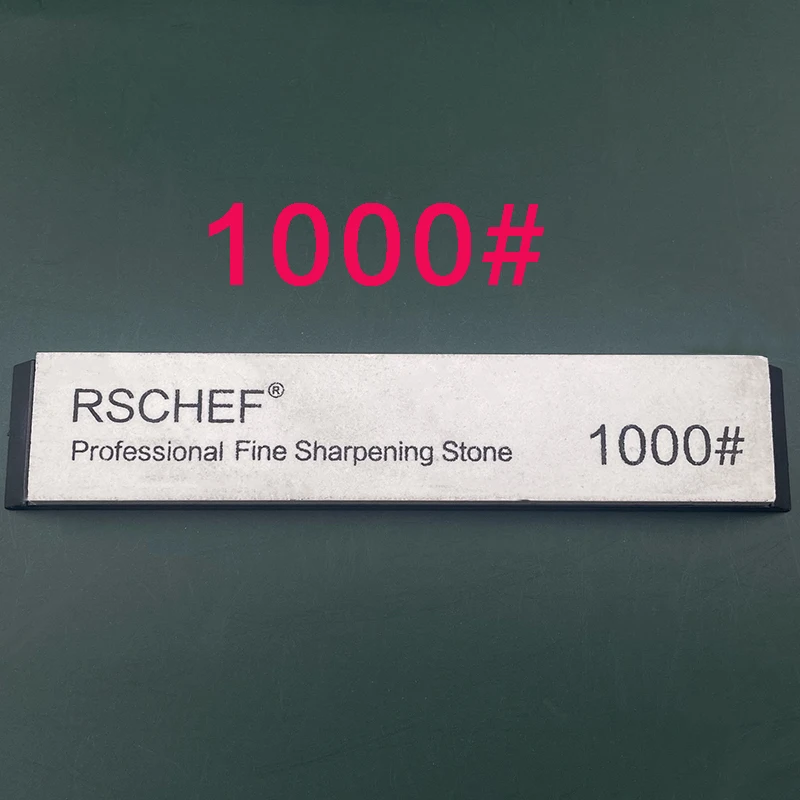 1000#
RSCHEF®
Professional Fine Sharpening Stone
1000#